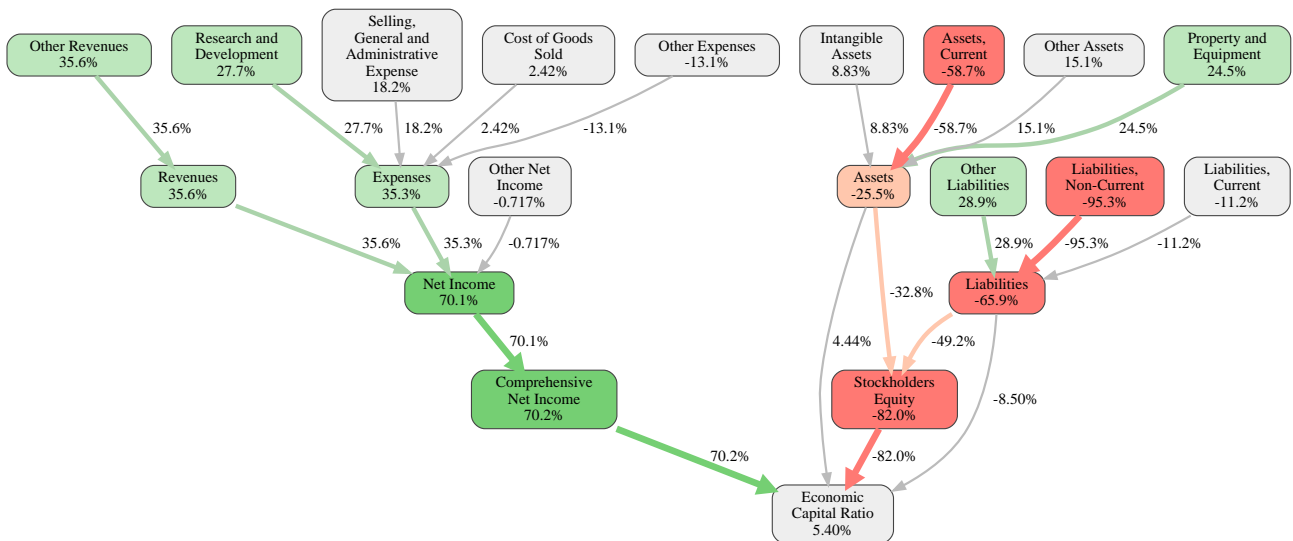 Other Revenues
35.6%
Research and
Development
27.7%
Selling,
General and
Administrative
Expense
18.2%
Cost of Goods
Sold
2.42%
Other Expenses
-13.1%
Intangible
Assets
8.83%
Assets,
Current
-58.7%
Other Assets
15.1%
Property and
Equipment
24.5%
35.6%
27.7%
18.2%
2.42%
-13.1%
8.83%
-58.7%
15.1%
24.5%
Revenues
35.6%
Expenses
35.3%
Other Net
Income
-0.717%
Assets
-25.5%
Other
Liabilities
28.9%
Liabilities,
Non-Current
-95.3%
Liabilities,
Current
-11.2%
35.6%
35.3%
-0.717%
28.9%
-95.3%
-11.2%
Net Income
70.1%
-32.8%
Liabilities
-65.9%
70.1%
4.44%
-49.2%
Comprehensive
Net Income
70.2%
Stockholders
Equity
-82.0%
-8.50%
70.2%
-82.0%
Economic
Capital Ratio
5.40%